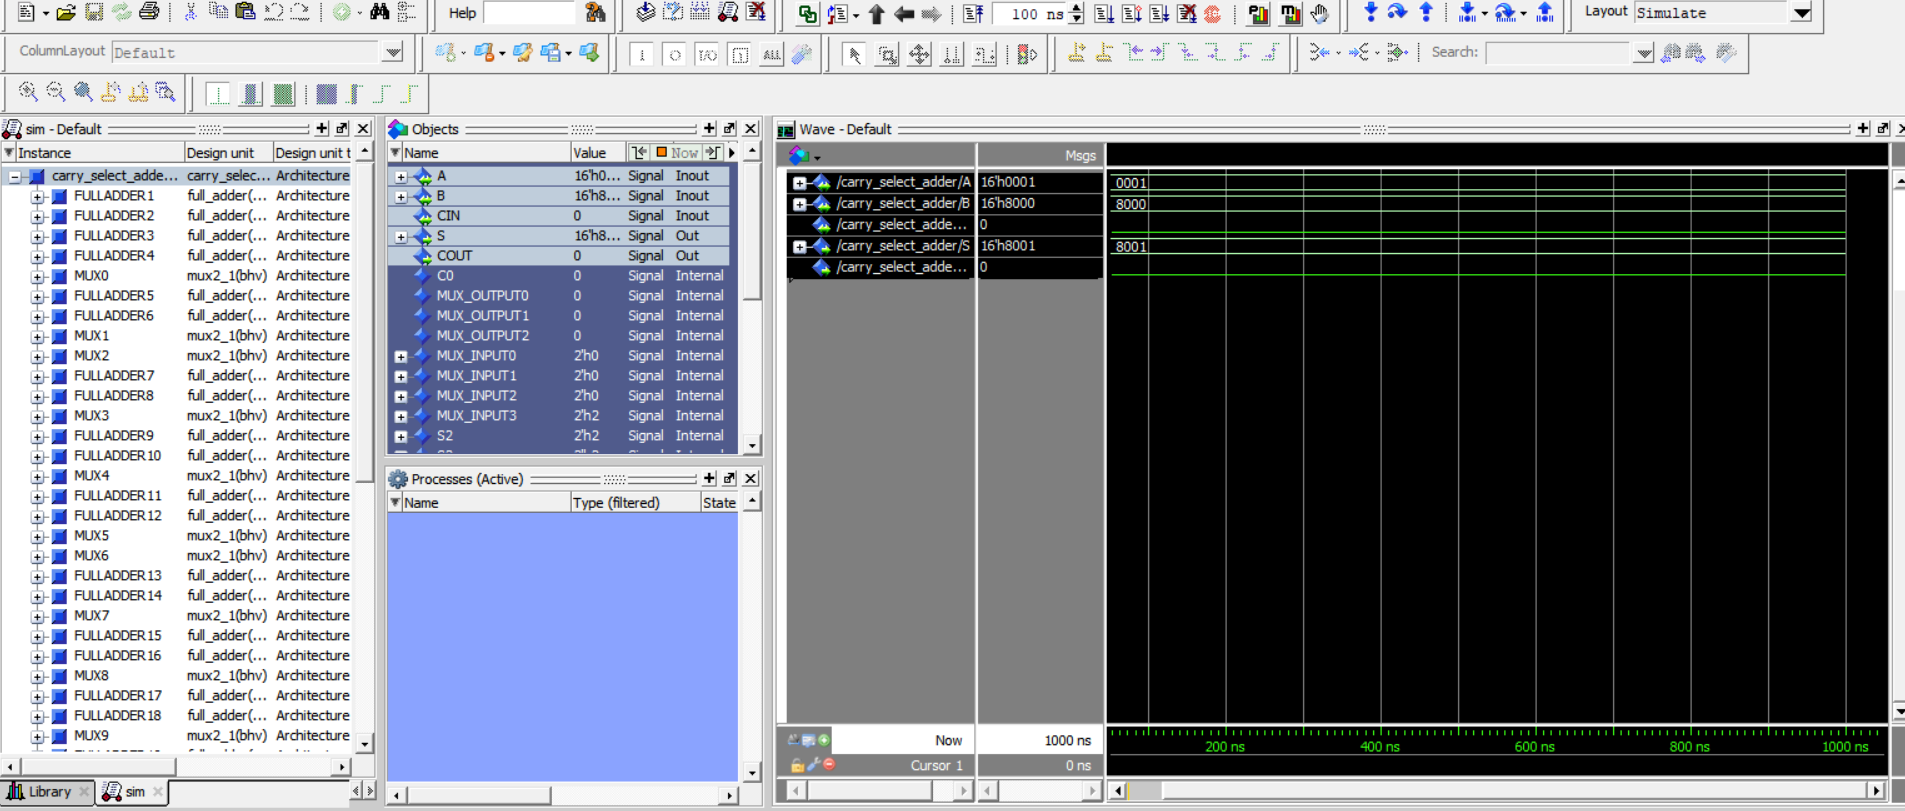 Help
100 ns
Layout Simulate
ColumnLayout Default
I O I/O ALL
Search:
sim - Default
Instance Design unit Design unit t
carry_select_adde... carry_selec... Architecture
FULLADDER1 full_adder(... Architecture
FULLADDER2 full_adder(... Architecture
FULLADDER3 full_adder(... Architecture
FULLADDER4 full_adder(... Architecture
MUX0 mux2_1(bhv) Architecture
FULLADDER5 full_adder(... Architecture
FULLADDER6 full_adder(... Architecture
MUX1 mux2_1(bhv) Architecture
MUX2 mux2_1(bhv) Architecture
FULLADDER7 full_adder(... Architecture
FULLADDER8 full_adder(... Architecture
MUX3 mux2_1(bhv) Architecture
FULLADDER9 full_adder(... Architecture
FULLADDER10 full_adder(... Architecture
MUX4 mux2_1(bhv) Architecture
FULLADDER11 full_adder(... Architecture
FULLADDER12 full_adder(... Architecture
MUX5 mux2_1(bhv) Architecture
MUX6 mux2_1(bhv) Architecture
FULLADDER13 full_adder(... Architecture
FULLADDER14 full_adder(... Architecture
MUX7 mux2_1(bhv) Architecture
FULLADDER15 full_adder(... Architecture
FULLADDER16 full_adder(... Architecture
MUX8 mux2_1(bhv) Architecture
FULLADDER17 full_adder(... Architecture
FULLADDER18 full_adder(... Architecture
MUX9 mux2_1(bhv) Architecture
Library sim
Objects
Name Value Now
A 16'h0... Signal Inout
B 16'h8... Signal Inout
CIN 0 Signal Inout
S 16'h8... Signal Out
COUT 0 Signal Out
C0 0 Signal Internal
MUX_OUTPUT0 0 Signal Internal
MUX_OUTPUT1 0 Signal Internal
MUX_OUTPUT2 0 Signal Internal
MUX_INPUT0 2'h0 Signal Internal
MUX_INPUT1 2'h0 Signal Internal
MUX_INPUT2 2'h0 Signal Internal
MUX_INPUT3 2'h2 Signal Internal
S2 2'h2 Signal Internal
Processes (Active)
Name Type (filtered) State
Wave - Default
Msgs
/carry_select_adder/A 16'h0001 0001
/carry_select_adder/B 16'h8000 8000
/carry_select_adde... 0
/carry_select_adder/S 16'h8001 8001
/carry_select_adde... 0
Now 1000 ns
200 ns 400 ns 600 ns 800 ns 1000 ns
Cursor 1 0 ns